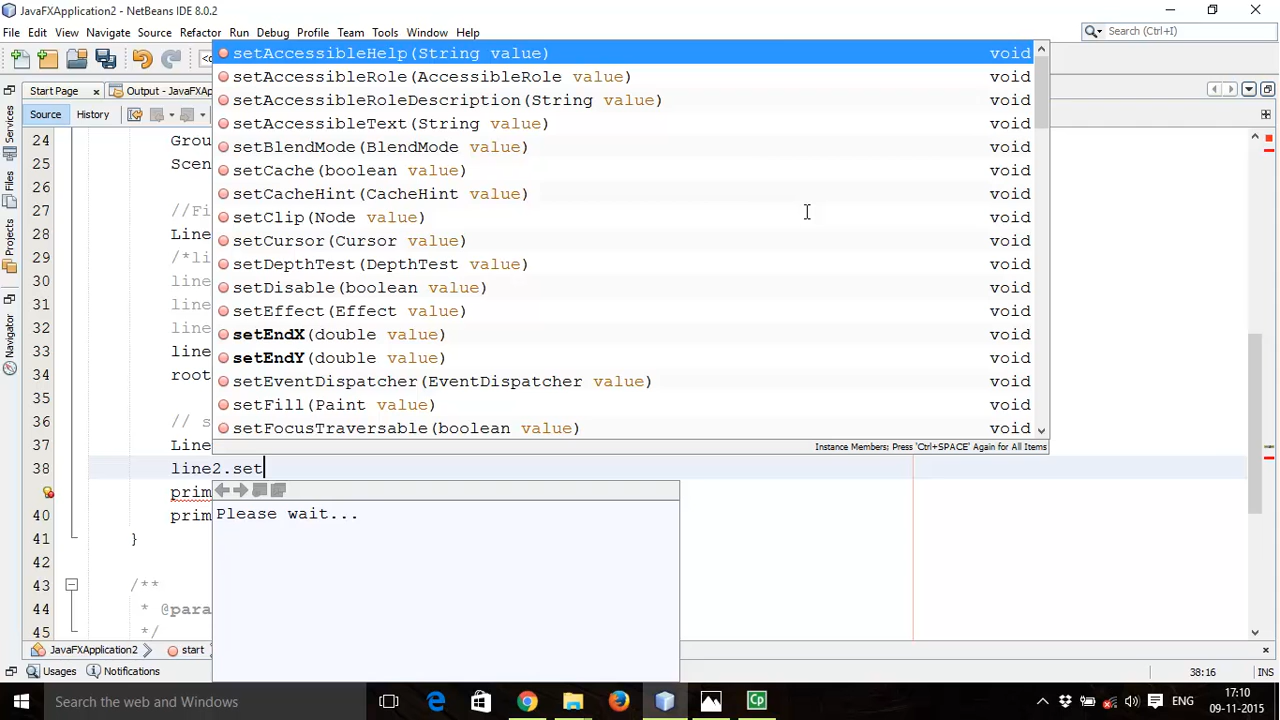 JavaFXApplication2 - NetBeans IDE 8.0.2
File Edit View Navigate Source Refactor Run Debug Profile Team Tools Window Help
Search (Ctrl+I)
Start Page
Output - JavaFXAp
Source History
Services
Files
Projects
Navigator
24 Grou
25 Scen
26
27 //Fi
28 Line
29 /*li
30 line
31 line
32 line
33 line
34 root
35
36 // s
37 Line
38 line2.set
prim
40 prim
41 }
42
43 /**
44 * @para
45 */
setAccessibleHelp(String value) void
setAccessibleRole(AccessibleRole value) void
setAccessibleRoleDescription(String value) void
setAccessibleText(String value) void
setBlendMode(BlendMode value) void
setCache(boolean value) void
setCacheHint(CacheHint value) void
setClip(Node value) void
setCursor(Cursor value) void
setDepthTest(DepthTest value) void
setDisable(boolean value) void
setEffect(Effect value) void
setEndX(double value) void
setEndY(double value) void
setEventDispatcher(EventDispatcher value) void
setFill(Paint value) void
setFocusTraversable(boolean value) void
Instance Members; Press 'Ctrl+SPACE' Again for All Items
Please wait...
JavaFXApplication2 start
Usages Notifications
38:16
Search the web and Windows
ENG
17:10
09-11-2015